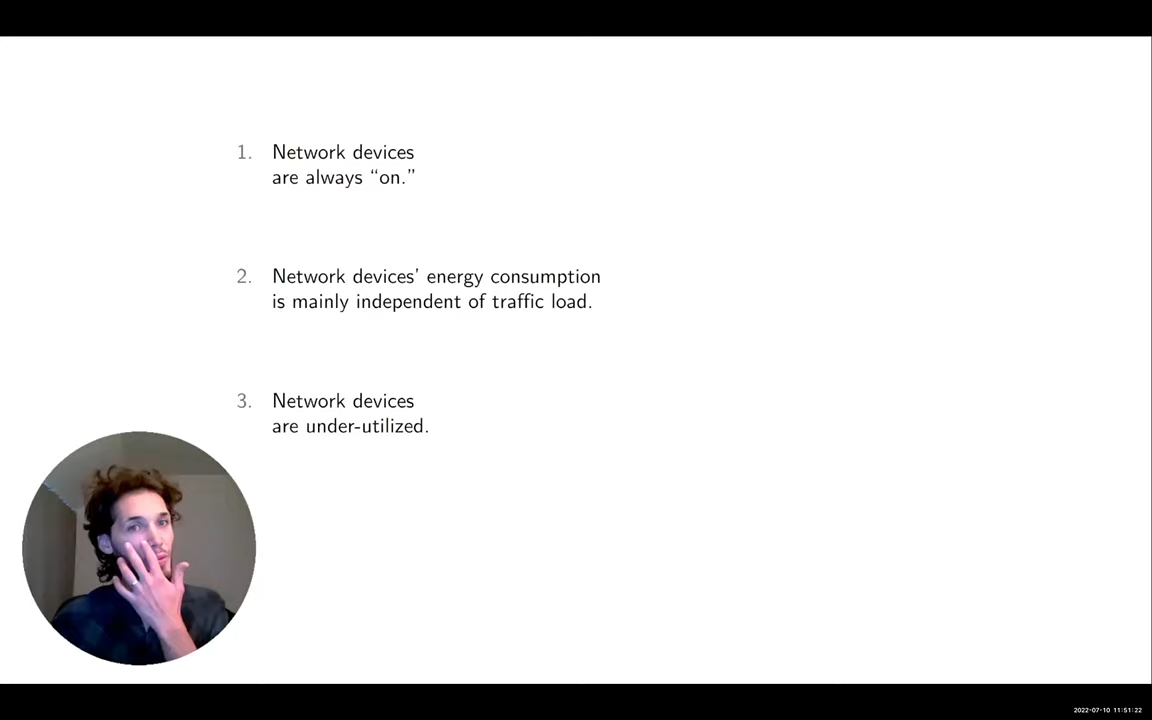 1. Network devices
are always “on.”
2. Network devices’ energy consumption
is mainly independent of traffic load.
3. Network devices
are under-utilized.
2022-07-10 11:51:22